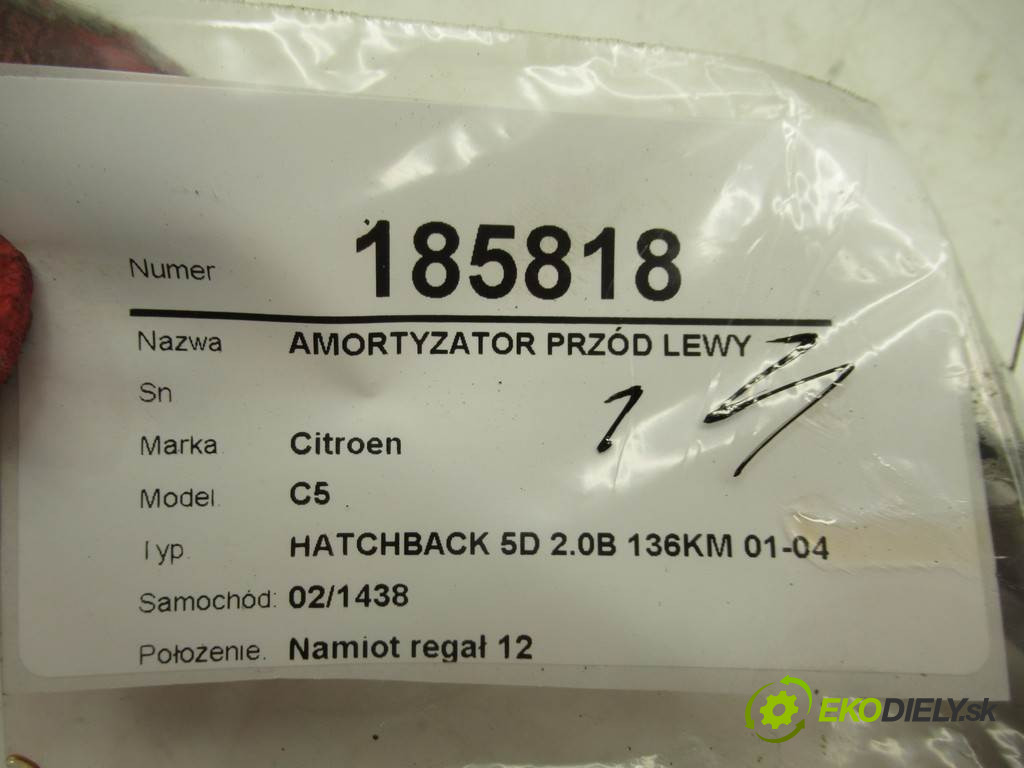 Numer 185818
Nazwa AMORTYZATOR PRZÓD LEWY
Sn
1
Marka Citroen
Model C5
Typ. HATCHBACK 5D 2.0B 136KM 01-04
Samochód: 02/1438
Położenie. Namiot regał 12
EKODIELY.sk